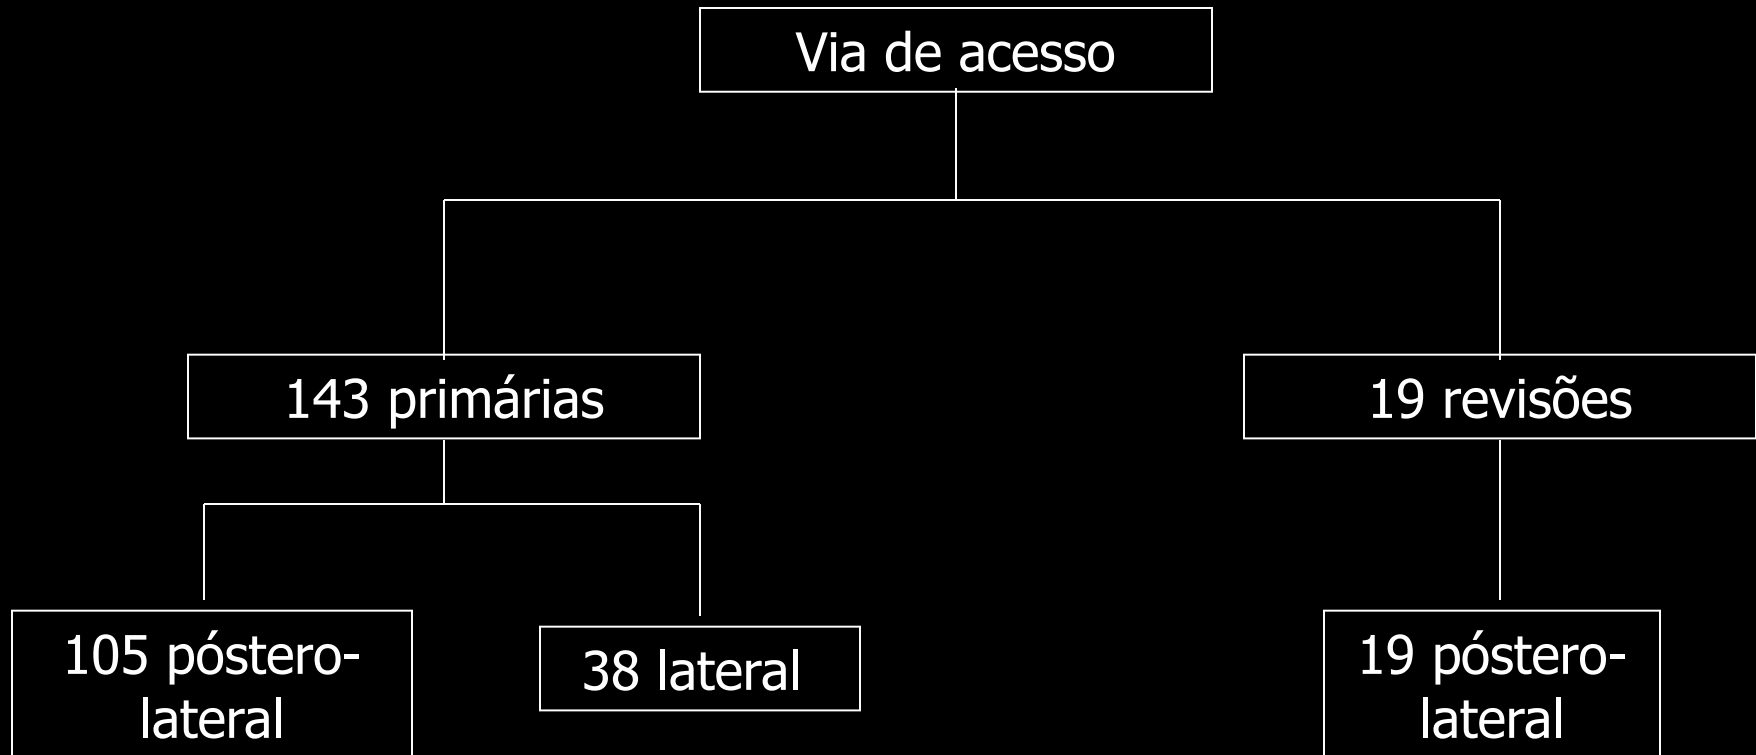 Via de acesso
143 primárias
19 revisões
105 póstero-
lateral
38 lateral
19 póstero-
lateral